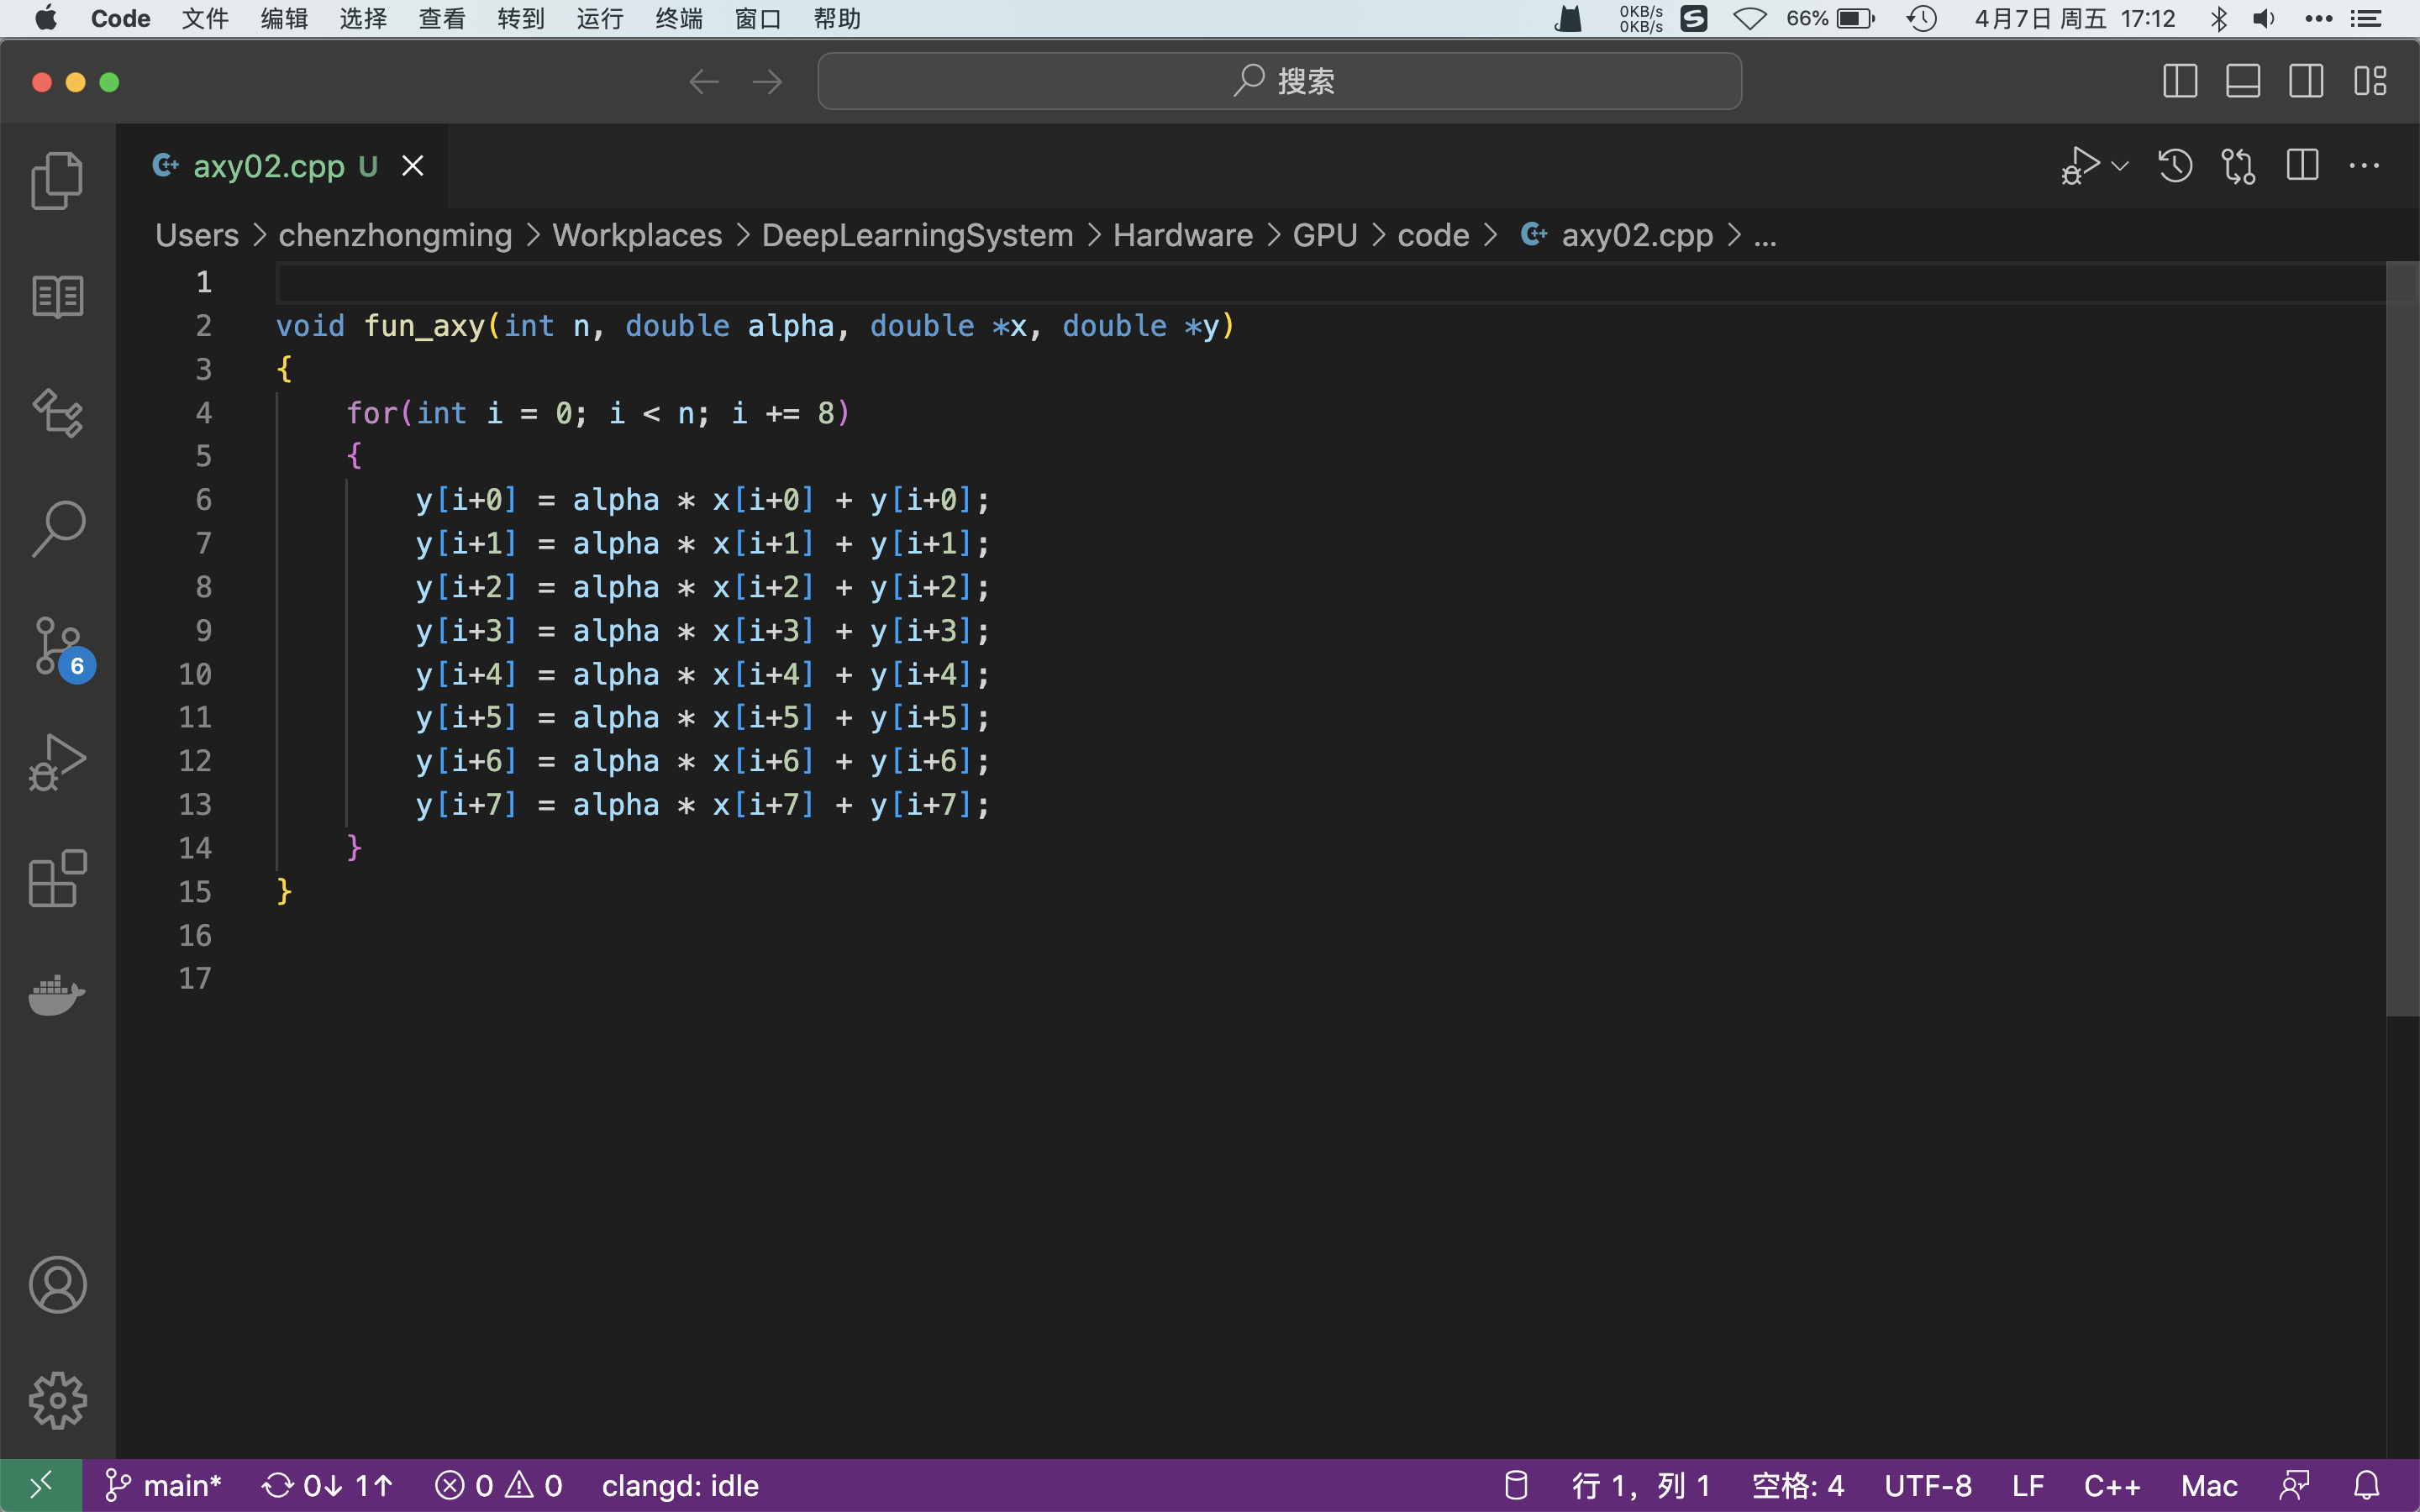 Code 文件 编辑 选择 查看 转到 运行 终端 窗口 帮助 0KB/s 0KB/s 66% 4月7日 周五 17:12
搜索
axy02.cpp U
Users > chenzhongming > Workplaces > DeepLearningSystem > Hardware > GPU > code > axy02.cpp > ...
1
2 void fun_axy(int n, double alpha, double *x, double *y)
3 {
4 for(int i = 0; i < n; i += 8)
5 {
6 y[i+0] = alpha * x[i+0] + y[i+0];
7 y[i+1] = alpha * x[i+1] + y[i+1];
8 y[i+2] = alpha * x[i+2] + y[i+2];
9 y[i+3] = alpha * x[i+3] + y[i+3];
10 y[i+4] = alpha * x[i+4] + y[i+4];
11 y[i+5] = alpha * x[i+5] + y[i+5];
12 y[i+6] = alpha * x[i+6] + y[i+6];
13 y[i+7] = alpha * x[i+7] + y[i+7];
14 }
15 }
16
17
6
main* 0↓ 1↑ 0 0 clangd: idle 行 1, 列 1 空格: 4 UTF-8 LF C++ Mac